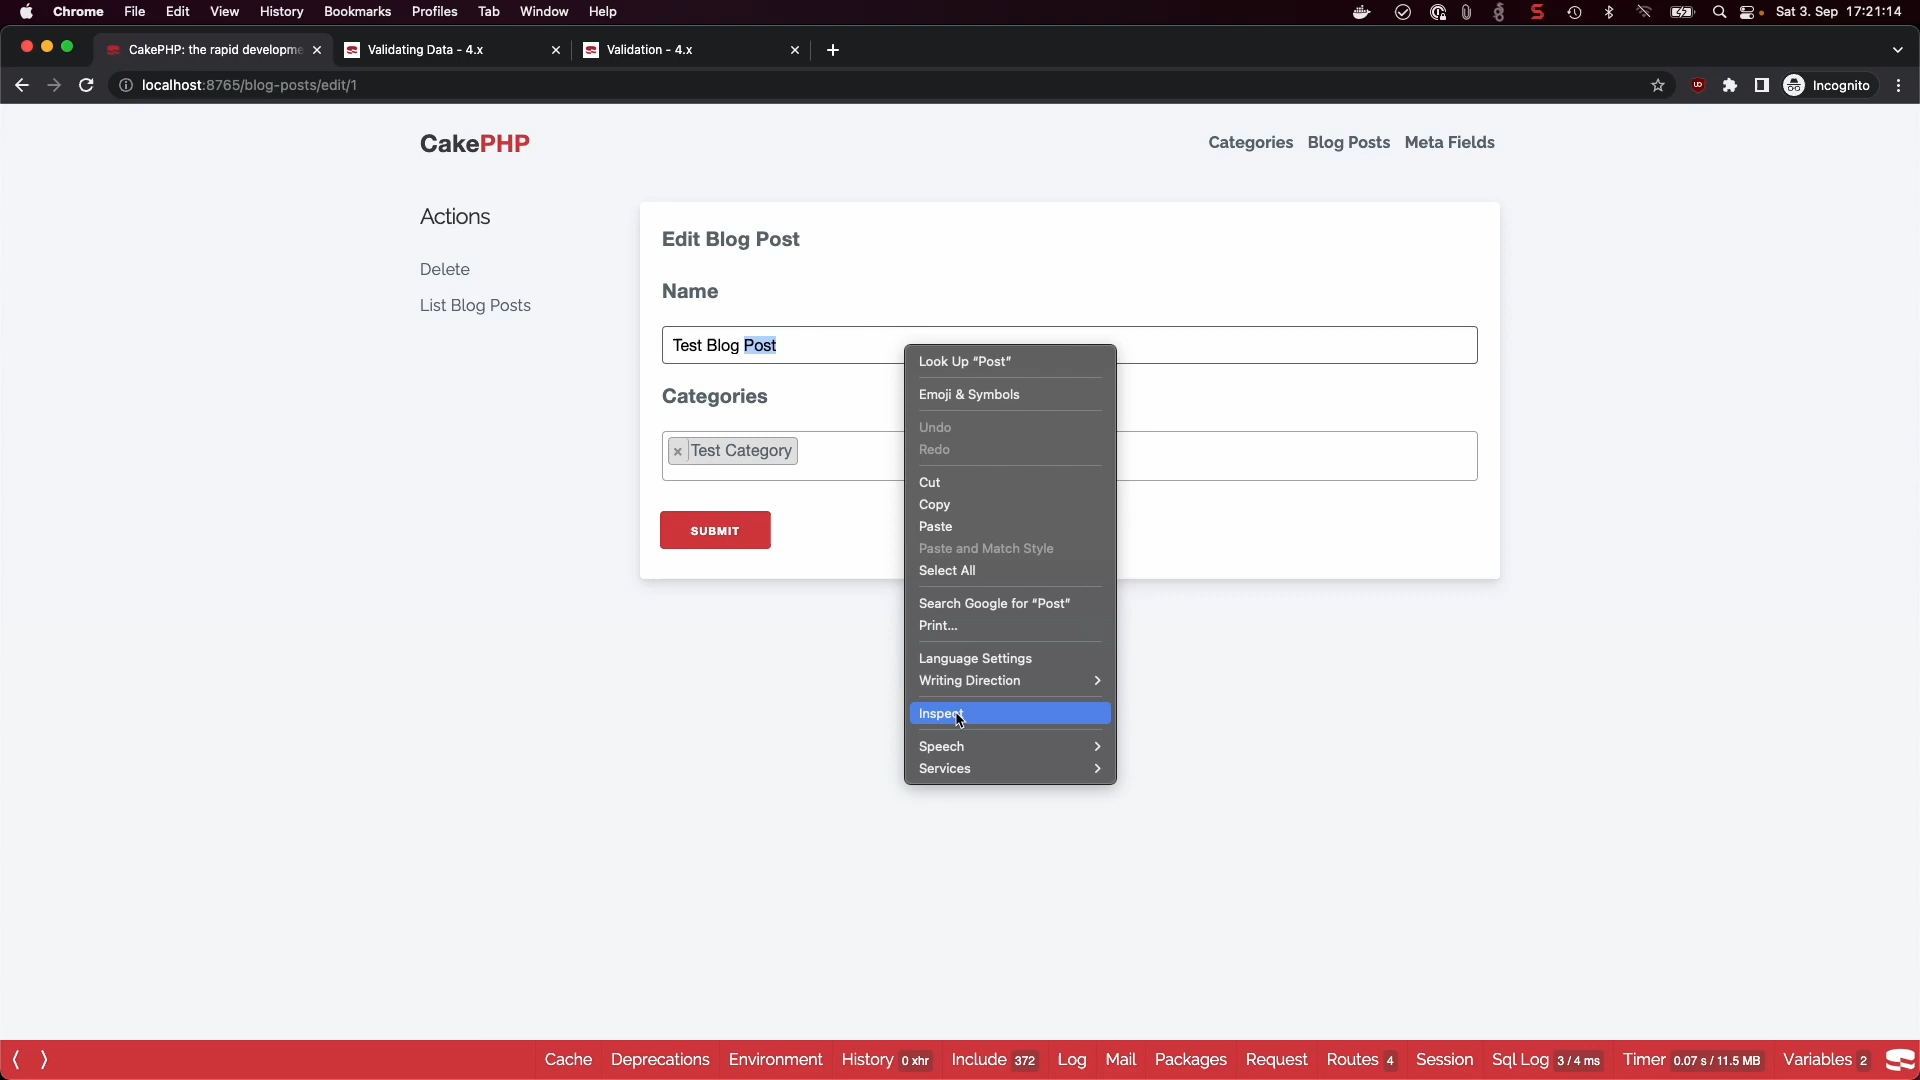 Chrome File Edit View History Bookmarks Profiles Tab Window Help Sat 3. Sep 17:21:14
CakePHP: the rapid developme Validating Data - 4.x Validation - 4.x
localhost:8765/blog-posts/edit/1 Incognito
CakePHP Categories Blog Posts Meta Fields
Actions
Delete
List Blog Posts
Edit Blog Post
Name
Test Blog Post
Categories
× Test Category
SUBMIT
Look Up “Post”
Emoji & Symbols
Undo
Redo
Cut
Copy
Paste
Paste and Match Style
Select All
Search Google for “Post”
Print...
Language Settings
Writing Direction
Inspect
Speech
Services
Cache Deprecations Environment History 0 xhr Include 372 Log Mail Packages Request Routes 4 Session Sql Log 3 / 4 ms Timer 0.07 s / 11.5 MB Variables 2